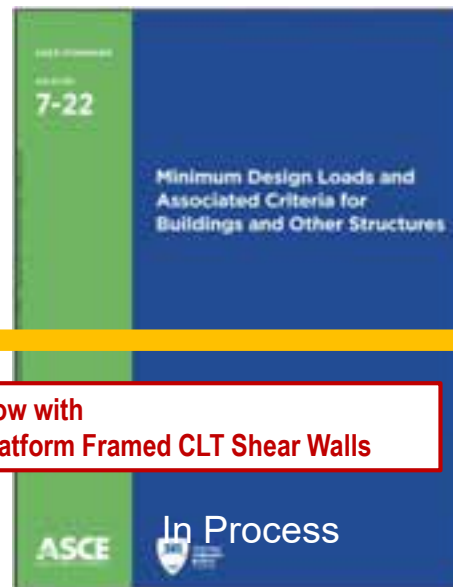 7-22
Minimum Design Loads and
Associated Criteria for
Buildings and Other Structures
ow with
atform Framed CLT Shear Walls
In Process
ASCE